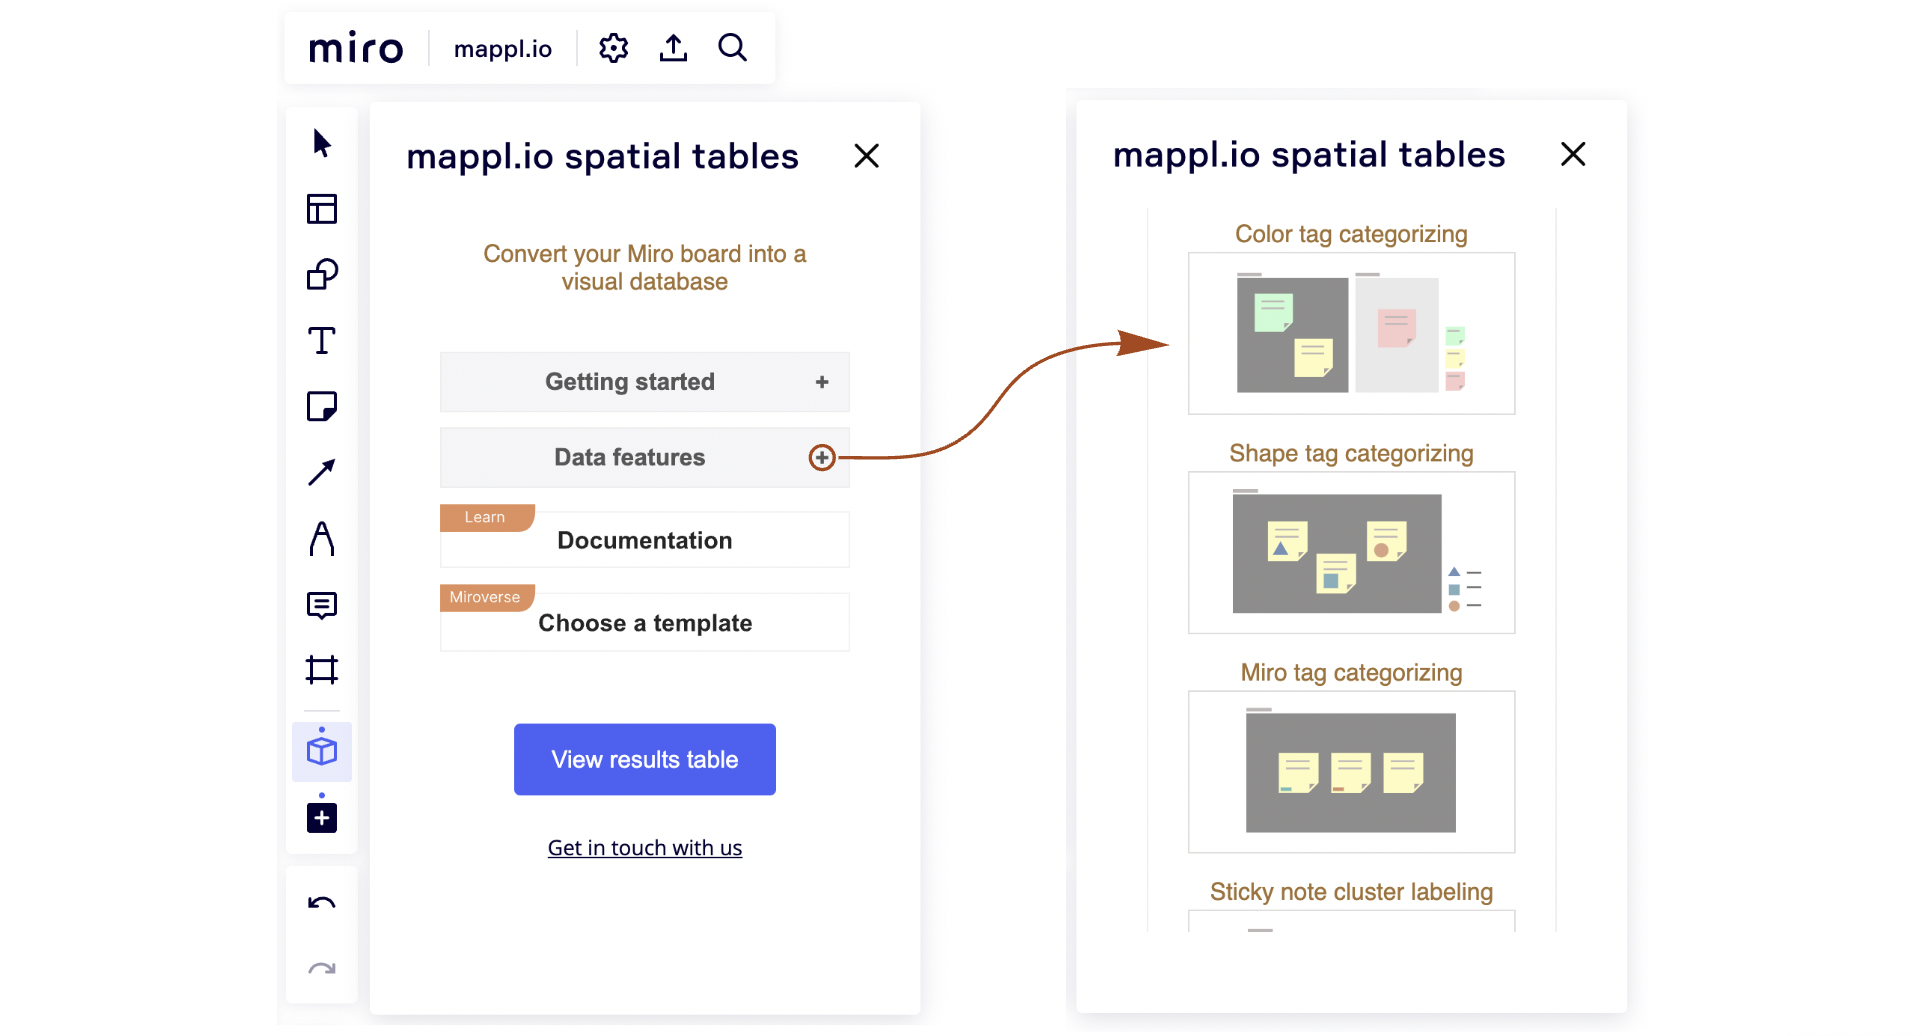 miro
mappl.io
mappl.io spatial tables
Convert your Miro board into a
visual database
Getting started
Data features
Learn
Documentation
Miroverse
Choose a template
View results table
Get in touch with us
mappl.io spatial tables
Color tag categorizing
Shape tag categorizing
Miro tag categorizing
Sticky note cluster labeling